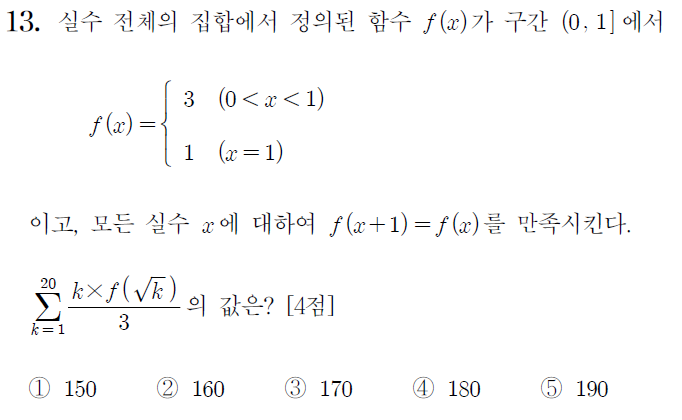 13. 실수 전체의 집합에서 정의된 함수 f(x)가 구간 (0, 1]에서
f(x) = { 3 (0 < x < 1)
1 (x = 1)
이고, 모든 실수 x에 대하여 f(x+1) = f(x)를 만족시킨다.
\sum_{k=1}^{20} \frac{k×f(\sqrt{k})}{3} 의 값은? [4점]
① 150 ② 160 ③ 170 ④ 180 ⑤ 190